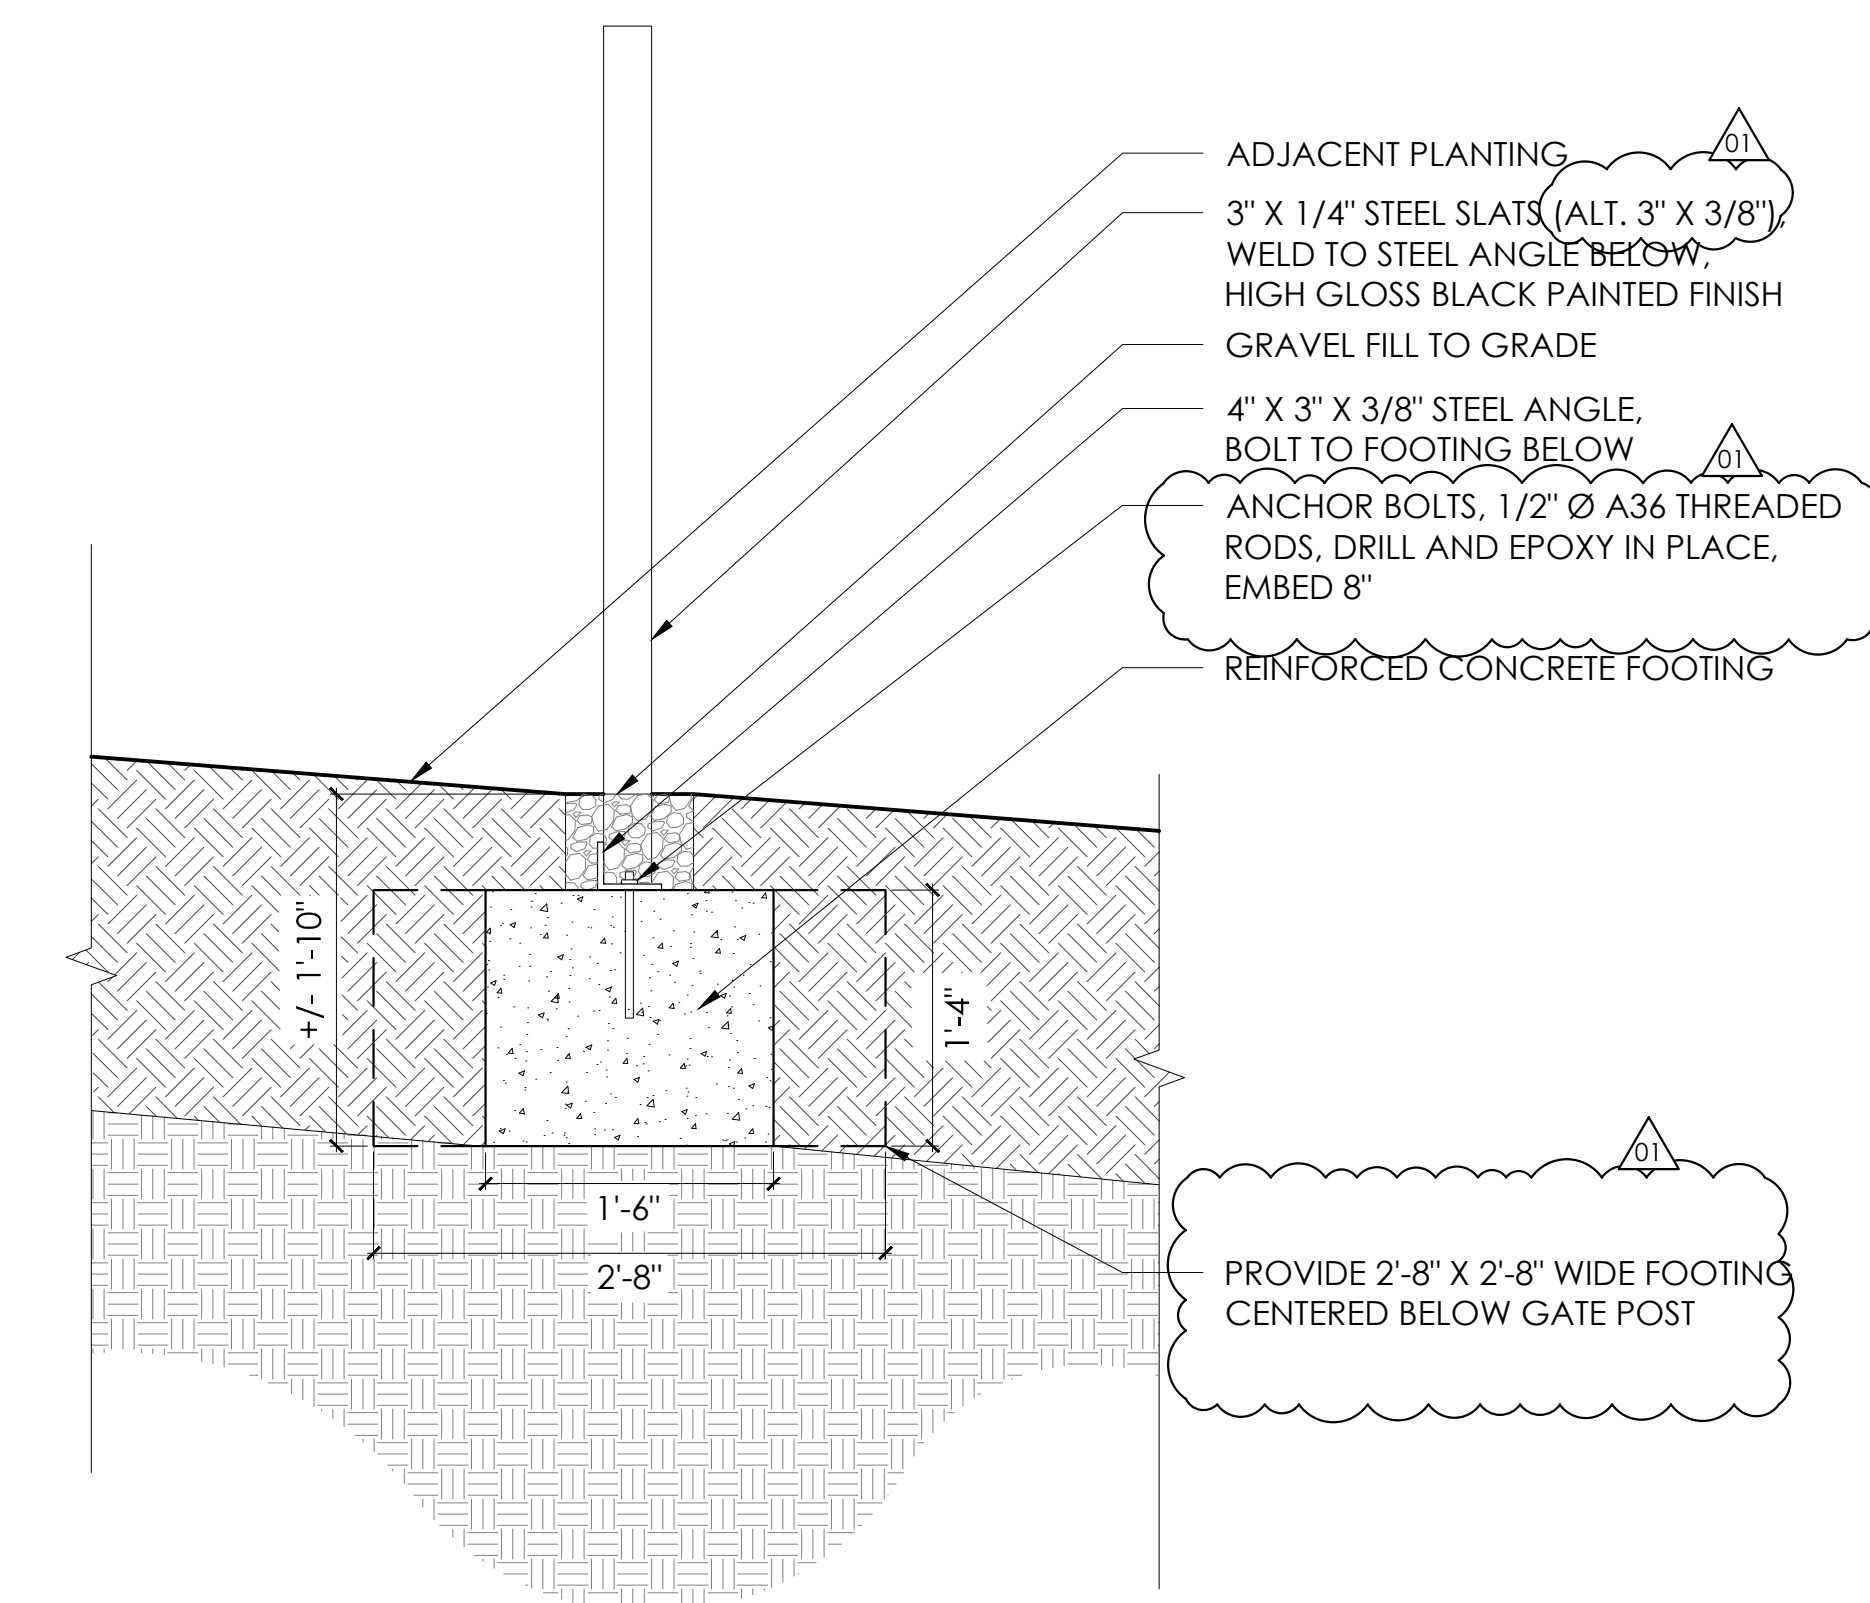 01
ADJACENT PLANTING
3" X 1/4" STEEL SLATS (ALT. 3" X 3/8"),
WELD TO STEEL ANGLE BELOW,
HIGH GLOSS BLACK PAINTED FINISH
GRAVEL FILL TO GRADE
4" X 3" X 3/8" STEEL ANGLE,
BOLT TO FOOTING BELOW
01
ANCHOR BOLTS, 1/2" Ø A36 THREADED
RODS, DRILL AND EPOXY IN PLACE,
EMBED 8"
REINFORCED CONCRETE FOOTING
+/- 1'-10"
1'-4"
1'-6"
2'-8"
01
PROVIDE 2'-8" X 2'-8" WIDE FOOTING
CENTERED BELOW GATE POST